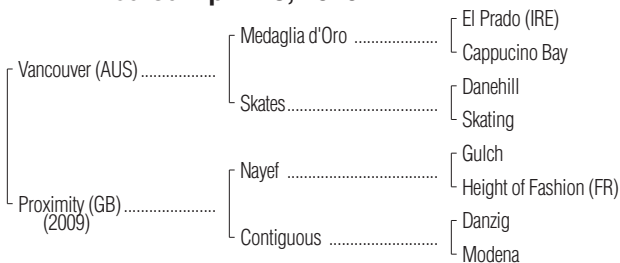 Medaglia d'Oro ......................
El Prado (IRE)
Cappucino Bay
Vancouver (AUS) ...................
Skates........................................
Danehill
Skating
Nayef ........................................
Gulch
Height of Fashion (FR)
Proximity (GB) .......................
(2009)
Contiguous .............................
Danzig
Modena